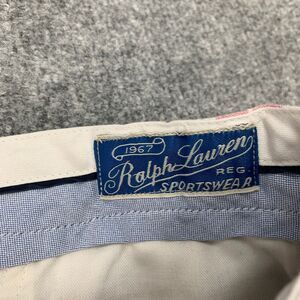 1967
Ralph Lauren
REG.
SPORTSWEAR